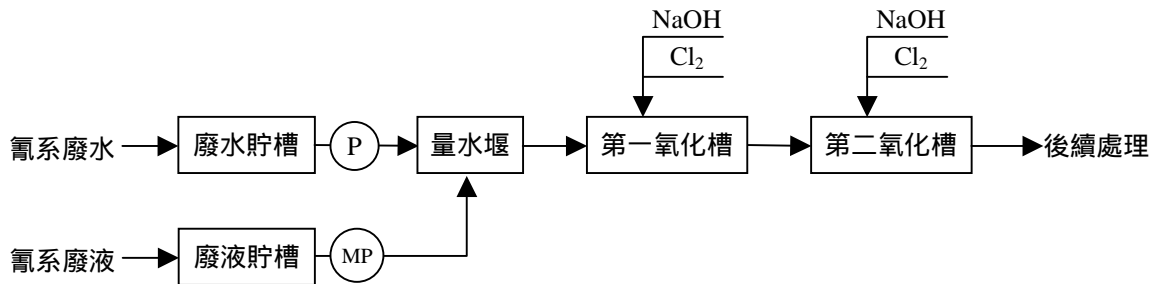 NaOH
Cl₂
NaOH
Cl₂
氰系廢水
廢水貯槽
P
量水堰
第一氧化槽
第二氧化槽
後續處理
氰系廢液
廢液貯槽
MP